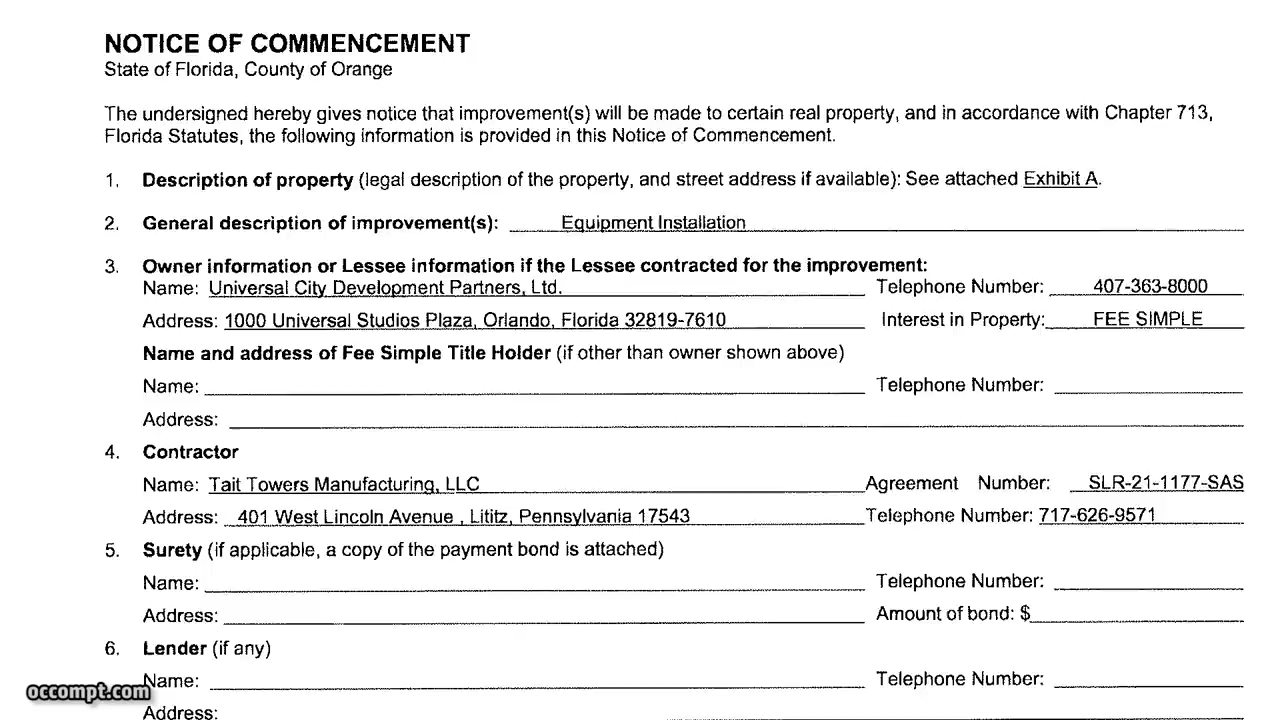 NOTICE OF COMMENCEMENT
State of Florida, County of Orange
The undersigned hereby gives notice that improvement(s) will be made to certain real property, and in accordance with Chapter 713,
Florida Statutes, the following information is provided in this Notice of Commencement.
1. Description of property (legal description of the property, and street address if available): See attached Exhibit A.
2. General description of improvement(s): Equipment Installation
3. Owner information or Lessee information if the Lessee contracted for the improvement:
Name: Universal City Development Partners, Ltd. Telephone Number: 407-363-8000
Address: 1000 Universal Studios Plaza, Orlando, Florida 32819-7610 Interest in Property: FEE SIMPLE
Name and address of Fee Simple Title Holder (if other than owner shown above)
Name: Telephone Number:
Address:
4. Contractor
Name: Tait Towers Manufacturing, LLC Agreement Number: SLR-21-1177-SAS
Address: 401 West Lincoln Avenue , Lititz, Pennsylvania 17543 Telephone Number: 717-626-9571
5. Surety (if applicable, a copy of the payment bond is attached)
Name: Telephone Number:
Address: Amount of bond: $
6. Lender (if any)
Name: Telephone Number:
occompt.com
Address: